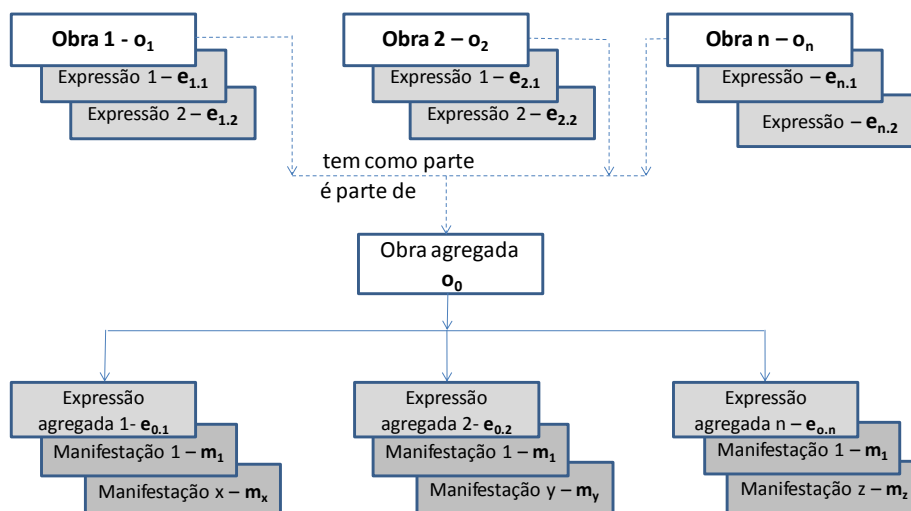 Obra 1 - o₁
Expressão 1 – e₁.₁
Expressão 2 – e₁.₂
Obra 2 – o₂
Expressão 1 – e₂.₁
Expressão 2 – e₂.₂
Obra n – oₙ
Expressão – eₙ.₁
Expressão – eₙ.₂
tem como parte
é parte de
Obra agregada
o₀
Expressão
agregada 1- e₀.₁
Manifestação 1 – m₁
Manifestação x – mₓ
Expressão
agregada 2- e₀.₂
Manifestação 1 – m₁
Manifestação y – m_y
Expressão
agregada n – eₒ.ₙ
Manifestação 1 – m₁
Manifestação z – m_z